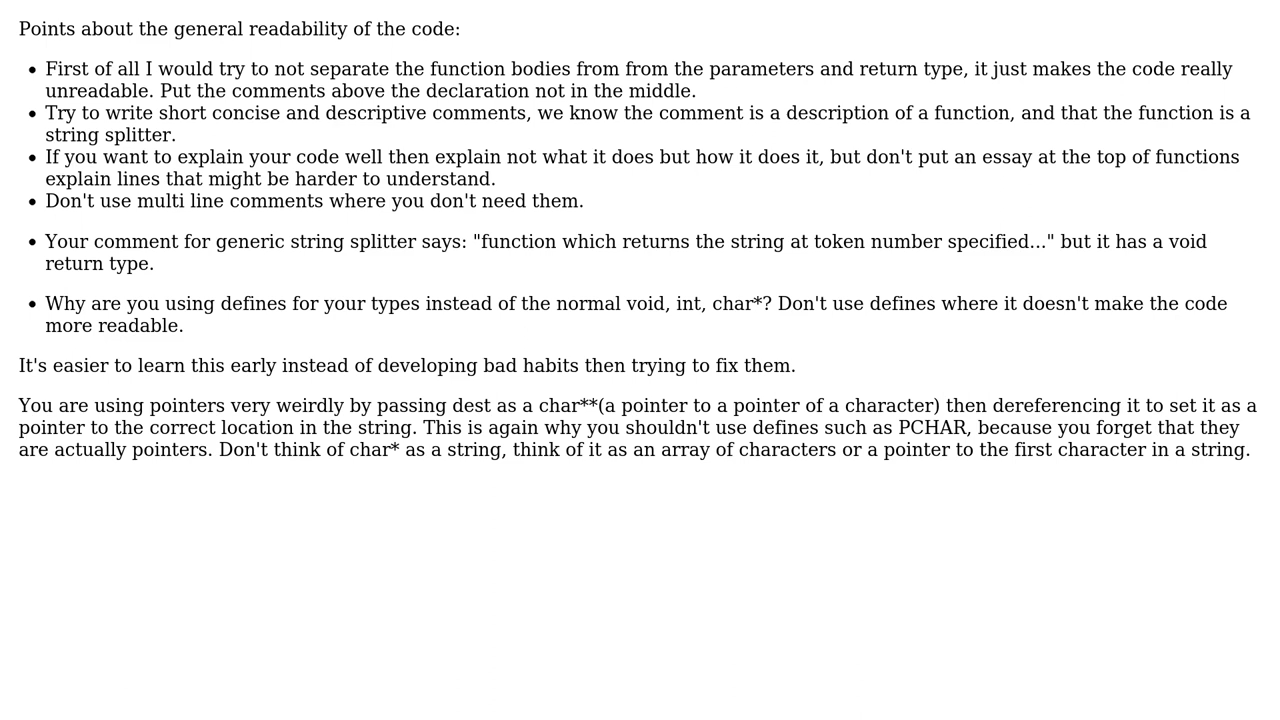 Points about the general readability of the code:
• First of all I would try to not separate the function bodies from from the parameters and return type, it just makes the code really
unreadable. Put the comments above the declaration not in the middle.
• Try to write short concise and descriptive comments, we know the comment is a description of a function, and that the function is a
string splitter.
• If you want to explain your code well then explain not what it does but how it does it, but don't put an essay at the top of functions
explain lines that might be harder to understand.
• Don't use multi line comments where you don't need them.
• Your comment for generic string splitter says: "function which returns the string at token number specified..." but it has a void
return type.
• Why are you using defines for your types instead of the normal void, int, char*? Don't use defines where it doesn't make the code
more readable.
It's easier to learn this early instead of developing bad habits then trying to fix them.
You are using pointers very weirdly by passing dest as a char**(a pointer to a pointer of a character) then dereferencing it to set it as a
pointer to the correct location in the string. This is again why you shouldn't use defines such as PCHAR, because you forget that they
are actually pointers. Don't think of char* as a string, think of it as an array of characters or a pointer to the first character in a string.